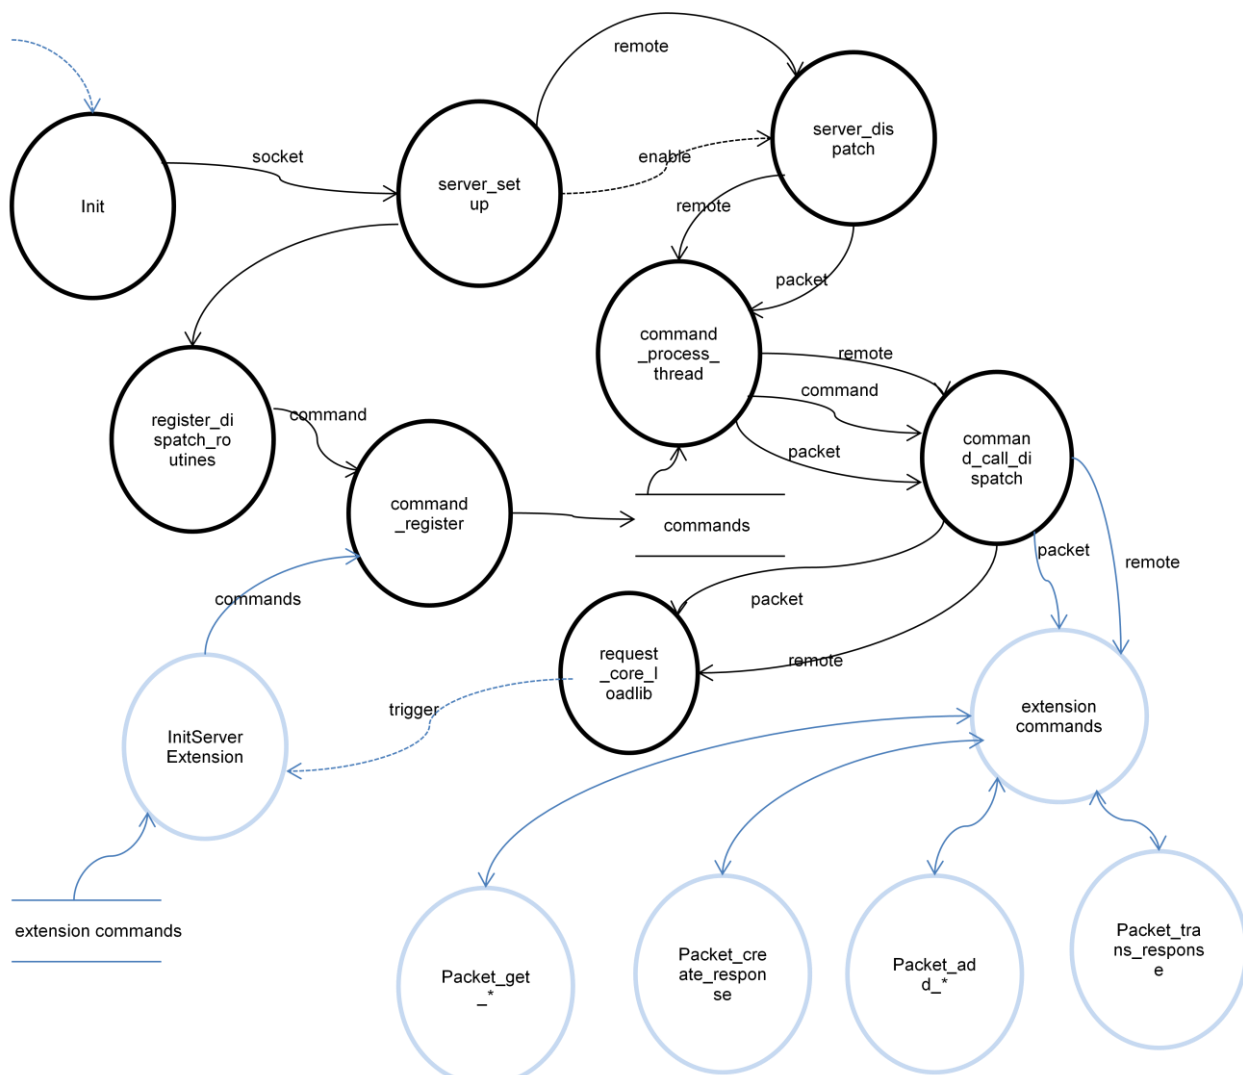 remote
server_dis
patch
socket
enable
server_set
up
Init
remote
packet
command
_process_
thread
remote
command
packet
register_di
spatch_ro
utines
command
comman
d_call_di
spatch
command
_register
commands
packet
remote
commands
packet
request
_core_l
oadlib
remote
trigger
InitServer
Extension
extension
commands
extension commands
Packet_get
_*
Packet_cre
ate_respon
se
Packet_ad
d_*
Packet_tra
ns_respons
e